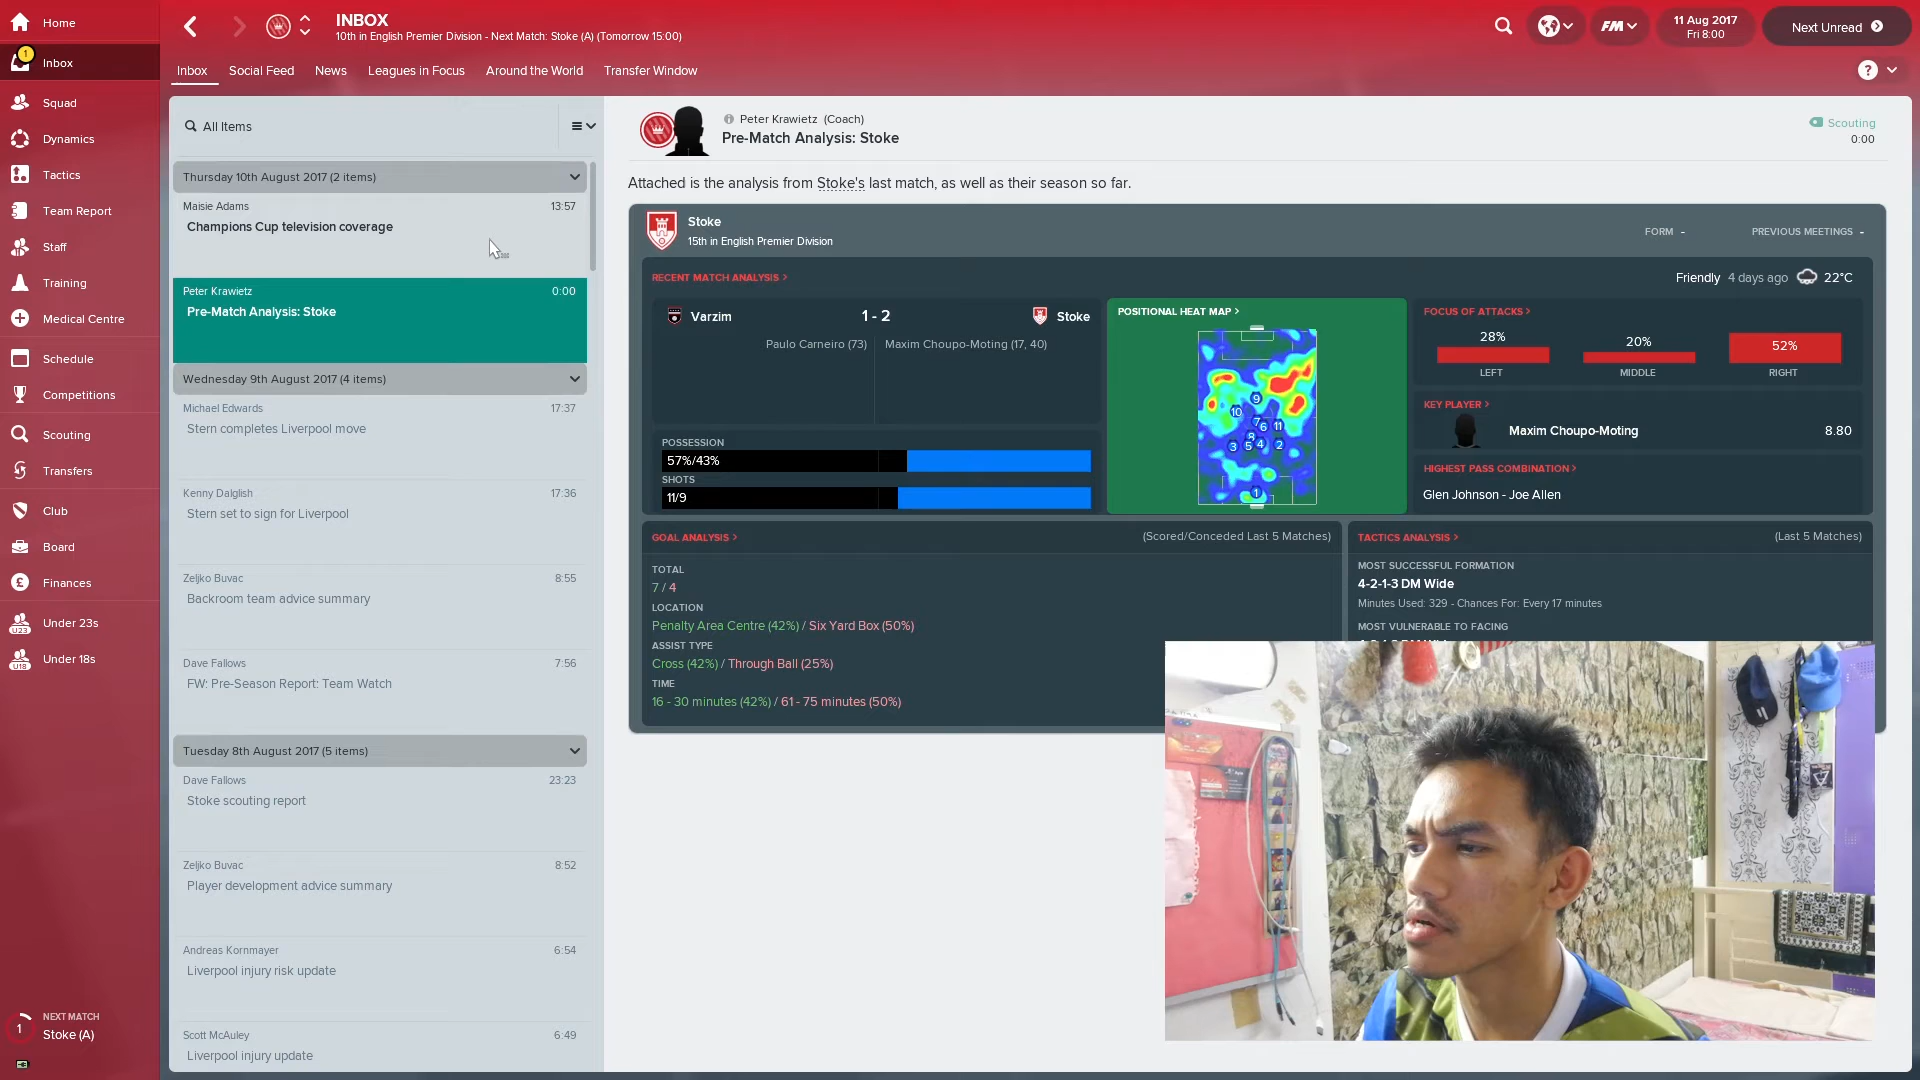 Home
1
Inbox
Squad
Dynamics
Tactics
Team Report
Staff
Training
Medical Centre
Schedule
Competitions
Scouting
Transfers
Club
Board
Finances
U23
Under 23s
U18
Under 18s
1
NEXT MATCH
Stoke (A)
INBOX
10th in English Premier Division - Next Match: Stoke (A) (Tomorrow 15:00)
FM
11 Aug 2017
Fri 8:00
Next Unread
Inbox
Social Feed
News
Leagues in Focus
Around the World
Transfer Window
?
All Items
Thursday 10th August 2017 (2 items)
Maisie Adams 13:57
Champions Cup television coverage
Peter Krawietz 0:00
Pre-Match Analysis: Stoke
Wednesday 9th August 2017 (4 items)
Michael Edwards 17:37
Stern completes Liverpool move
Kenny Dalglish 17:36
Stern set to sign for Liverpool
Zeljko Buvac 8:55
Backroom team advice summary
Dave Fallows 7:56
FW: Pre-Season Report: Team Watch
Tuesday 8th August 2017 (5 items)
Dave Fallows 23:23
Stoke scouting report
Zeljko Buvac 8:52
Player development advice summary
Andreas Kornmayer 6:54
Liverpool injury risk update
Scott McAuley 6:49
Liverpool injury update
Peter Krawietz (Coach)
Pre-Match Analysis: Stoke
Scouting
0:00
Attached is the analysis from Stoke's last match, as well as their season so far.
Stoke
15th in English Premier Division
FORM -
PREVIOUS MEETINGS -
RECENT MATCH ANALYSIS >
Friendly 4 days ago 22°C
Varzim 1 - 2 Stoke
Paulo Carneiro (73) Maxim Choupo-Moting (17, 40)
POSSESSION
57%/43%
SHOTS
11/9
POSITIONAL HEAT MAP >
9
10
7
6
11
8
3
5
4
2
1
FOCUS OF ATTACKS >
28% 20% 52%
LEFT MIDDLE RIGHT
KEY PLAYER >
Maxim Choupo-Moting 8.80
HIGHEST PASS COMBINATION >
Glen Johnson - Joe Allen
GOAL ANALYSIS > (Scored/Conceded Last 5 Matches)
TOTAL
7 / 4
LOCATION
Penalty Area Centre (42%) / Six Yard Box (50%)
ASSIST TYPE
Cross (42%) / Through Ball (25%)
TIME
16 - 30 minutes (42%) / 61 - 75 minutes (50%)
TACTICS ANALYSIS > (Last 5 Matches)
MOST SUCCESSFUL FORMATION
4-2-1-3 DM Wide
Minutes Used: 329 - Chances For: Every 17 minutes
MOST VULNERABLE TO FACING